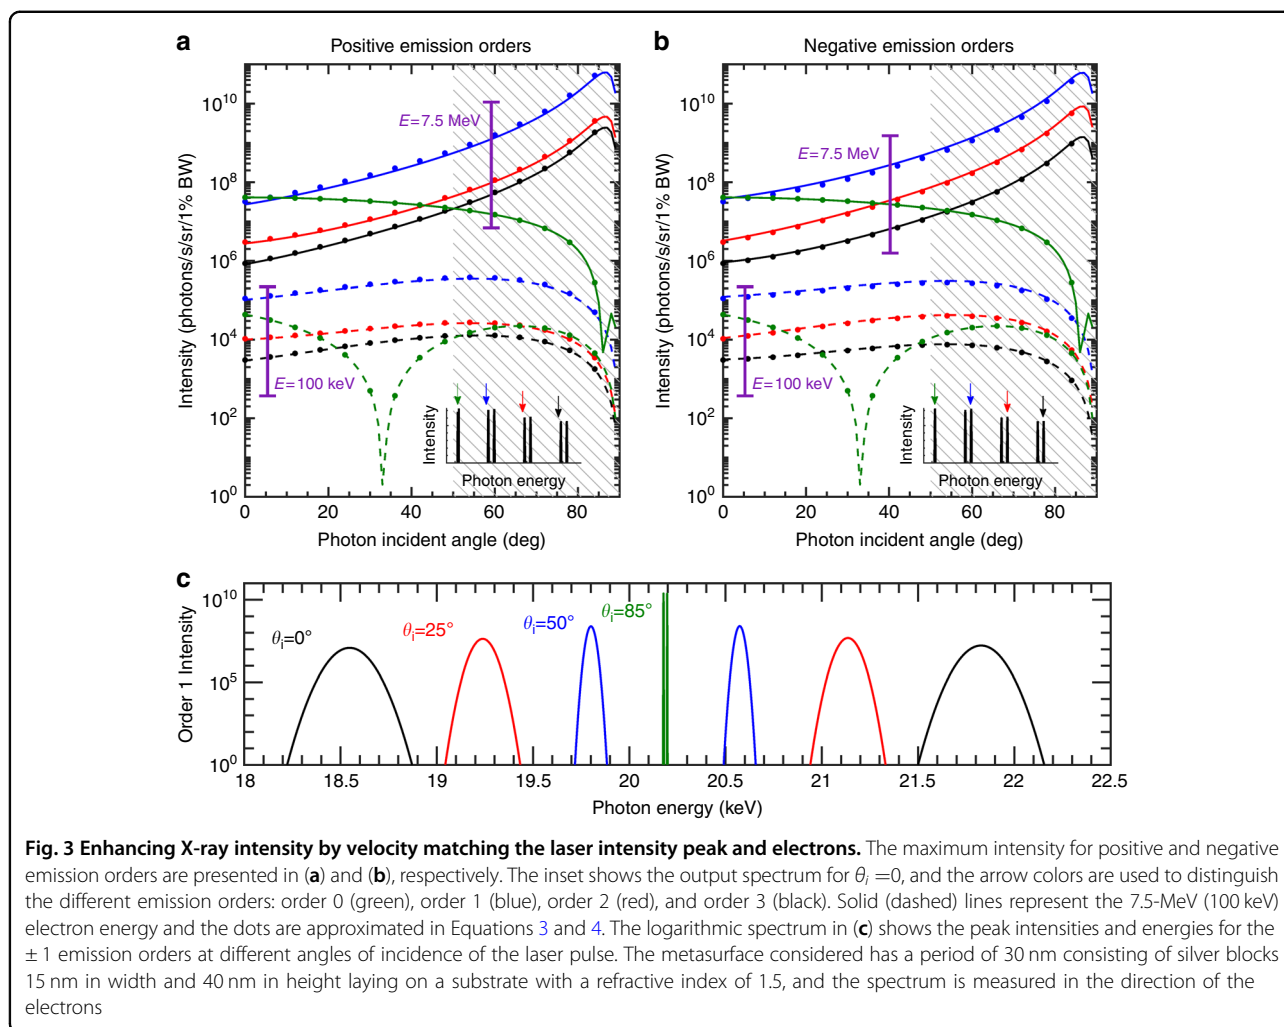 a
Positive emission orders
b
Negative emission orders
Intensity (photons/s/sr/1% BW)
10^10
10^8
10^6
10^4
10^2
10^0
E=7.5 MeV
E=100 keV
Intensity
Photon energy
0 20 40 60 80
Photon incident angle (deg)
Intensity (photons/s/sr/1% BW)
10^10
10^8
10^6
10^4
10^2
10^0
E=7.5 MeV
E=100 keV
Intensity
Photon energy
0 20 40 60 80
Photon incident angle (deg)
c
Order 1 Intensity
10^10
10^5
10^0
θi=0°
θi=25°
θi=50°
θi=85°
18 18.5 19 19.5 20 20.5 21 21.5 22 22.5
Photon energy (keV)
Fig. 3 Enhancing X-ray intensity by velocity matching the laser intensity peak and electrons. The maximum intensity for positive and negative
emission orders are presented in (a) and (b), respectively. The inset shows the output spectrum for θi =0, and the arrow colors are used to distinguish
the different emission orders: order 0 (green), order 1 (blue), order 2 (red), and order 3 (black). Solid (dashed) lines represent the 7.5-MeV (100 keV)
electron energy and the dots are approximated in Equations 3 and 4. The logarithmic spectrum in (c) shows the peak intensities and energies for the
± 1 emission orders at different angles of incidence of the laser pulse. The metasurface considered has a period of 30 nm consisting of silver blocks
15 nm in width and 40 nm in height laying on a substrate with a refractive index of 1.5, and the spectrum is measured in the direction of the
electrons